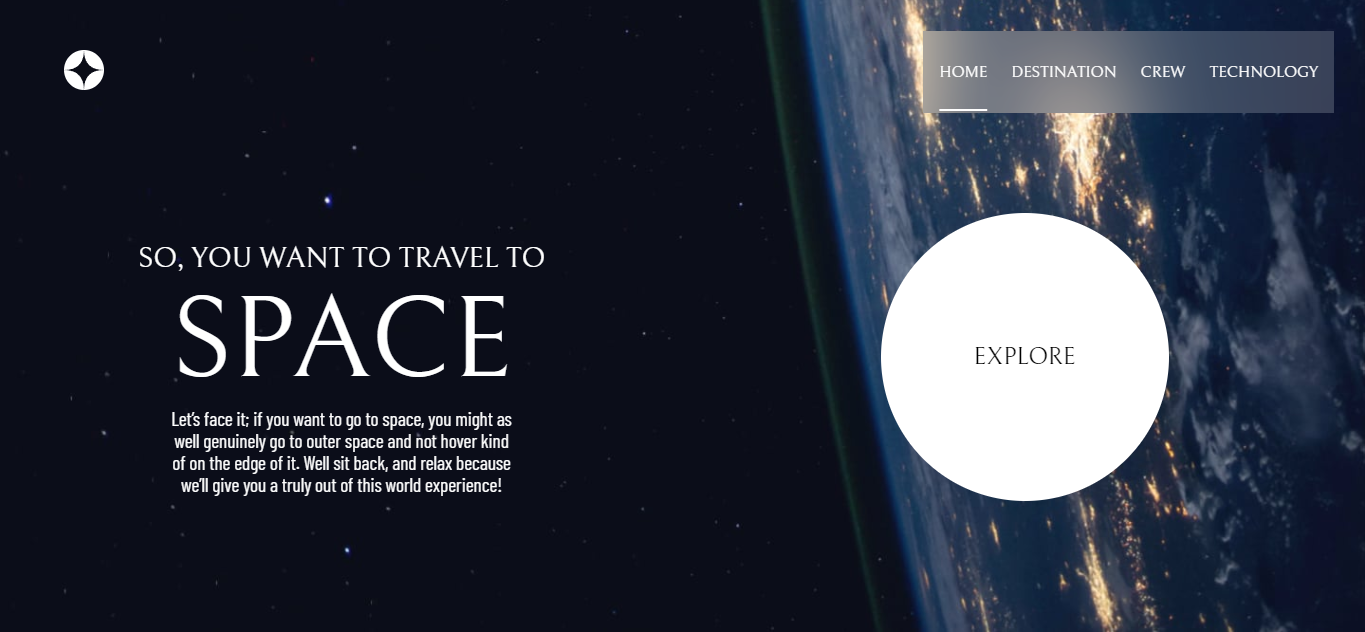 HOME DESTINATION CREW TECHNOLOGY
SO, YOU WANT TO TRAVEL TO
SPACE
Let’s face it; if you want to go to space, you might as
well genuinely go to outer space and not hover kind
of on the edge of it. Well sit back, and relax because
we’ll give you a truly out of this world experience!
EXPLORE